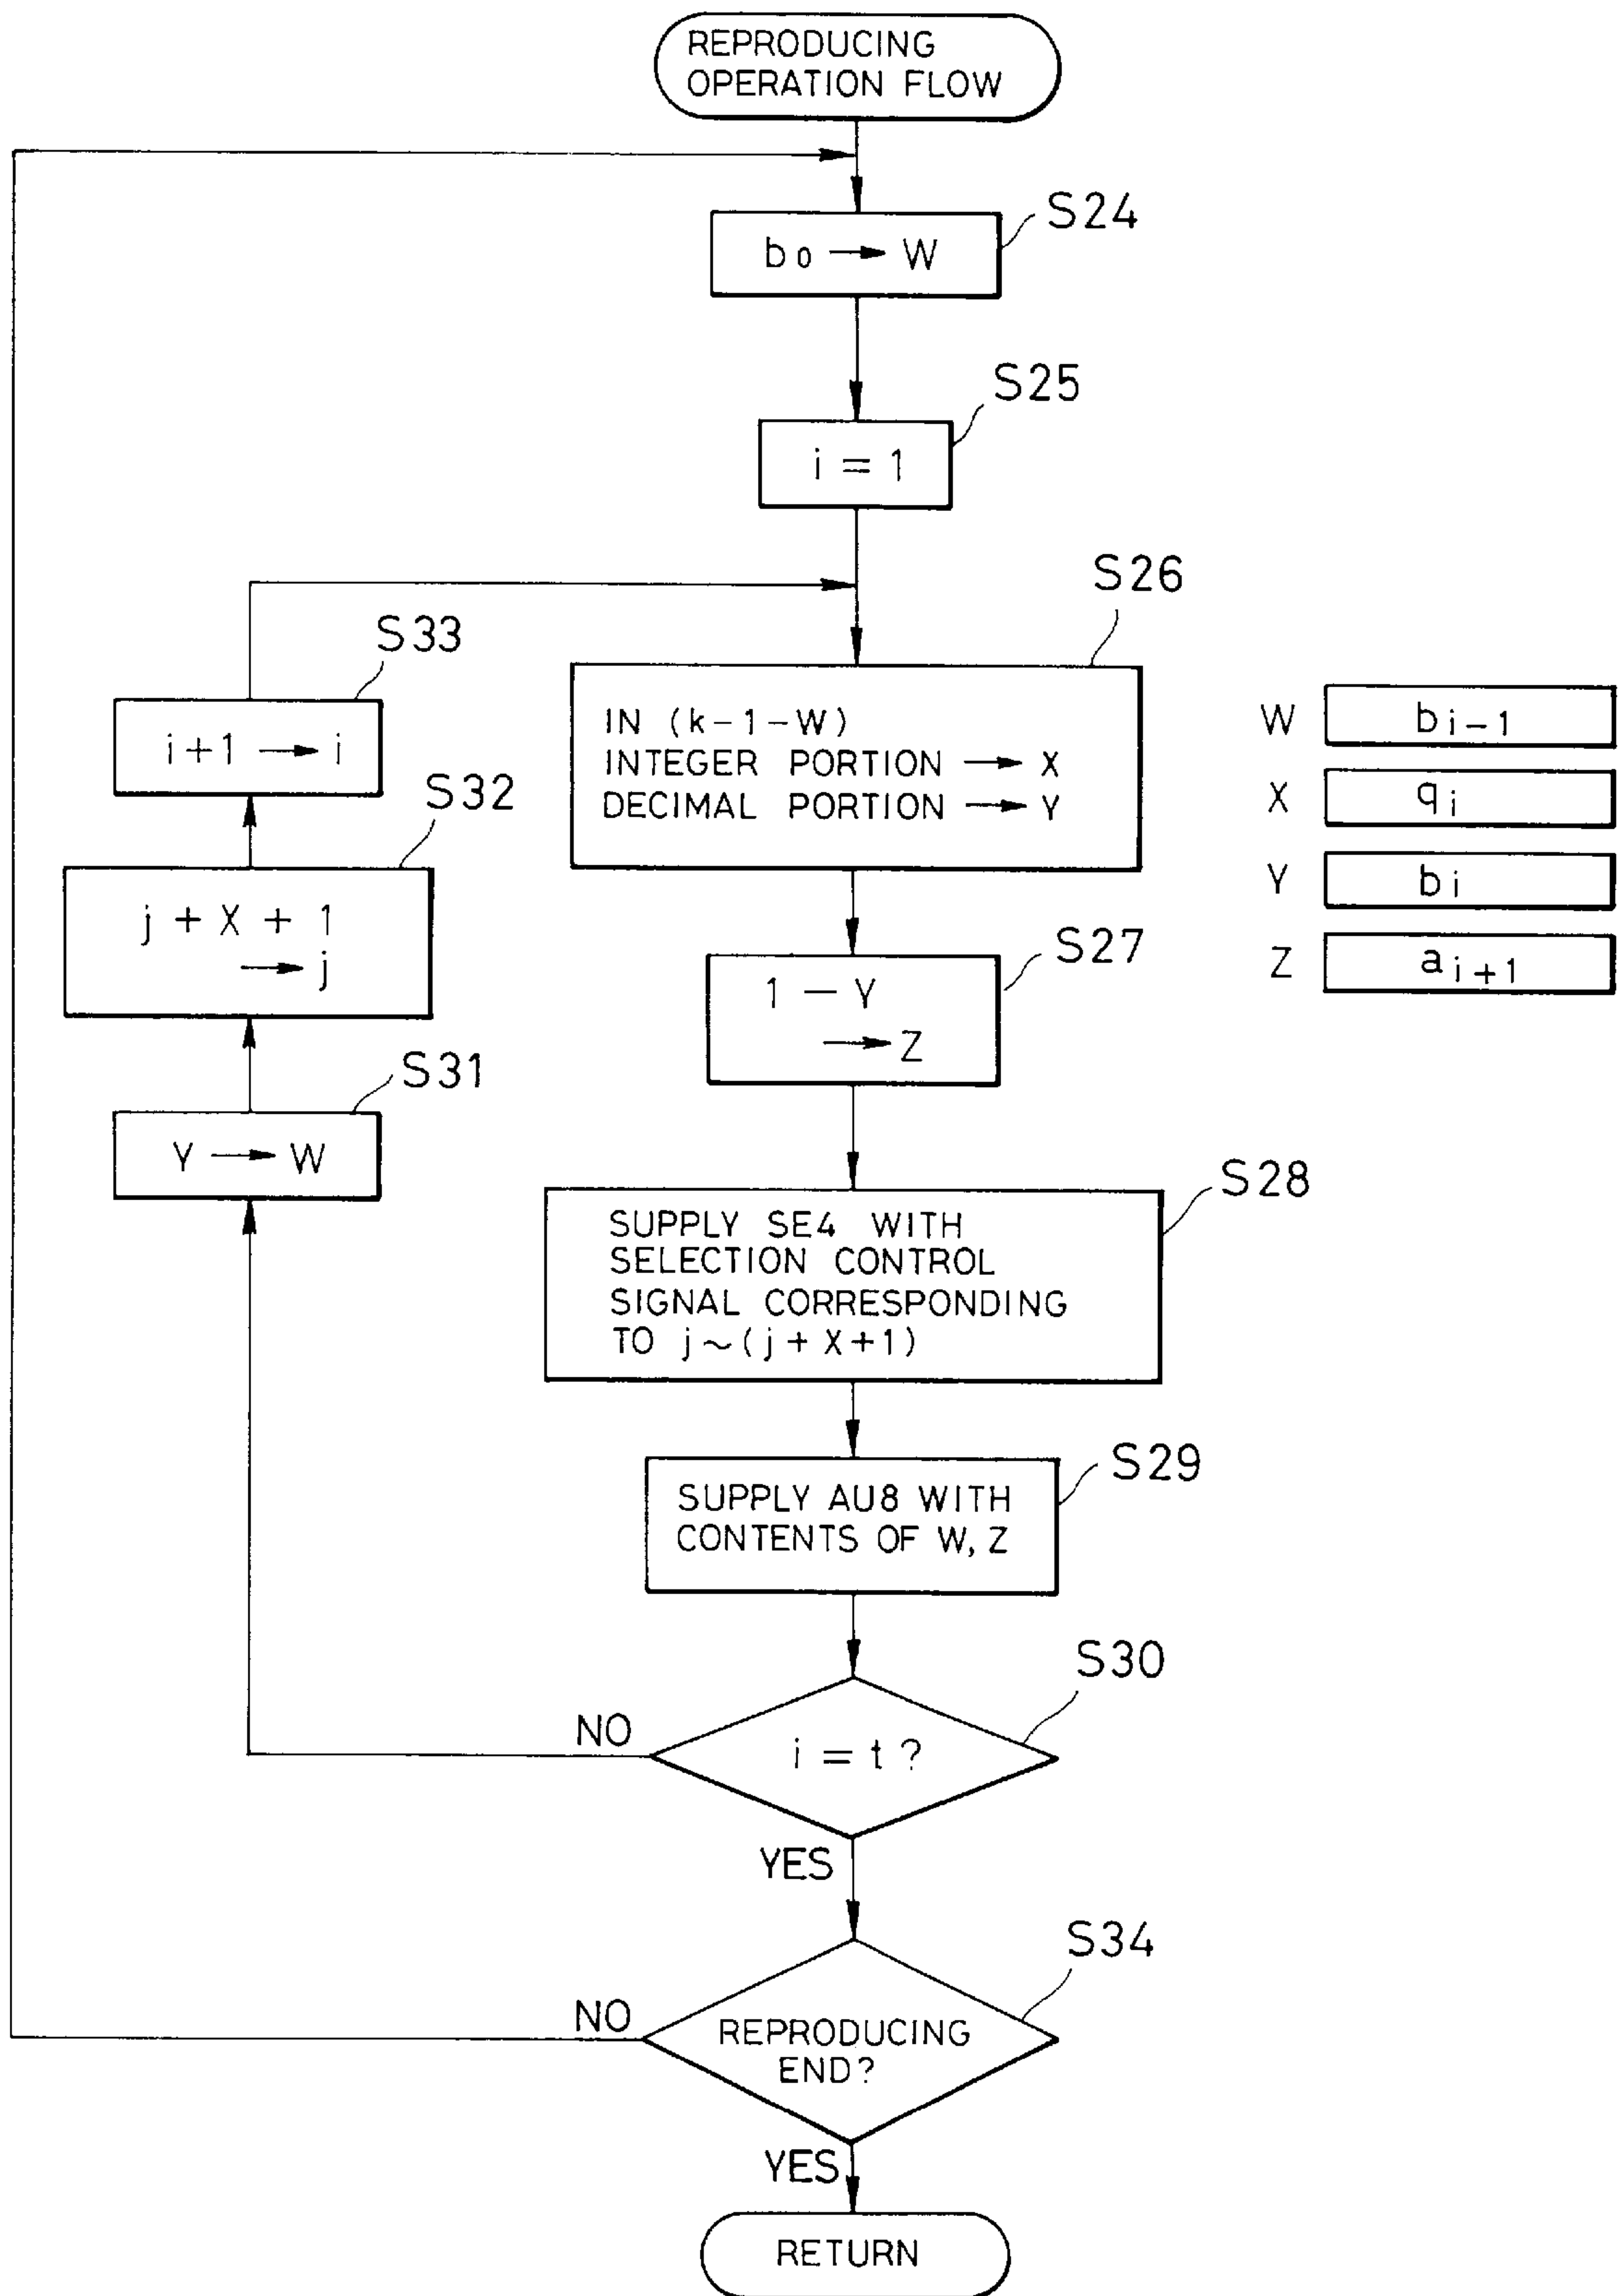 REPRODUCING
OPERATION FLOW
S24
b0 → W
S25
i = 1
S26
IN (k-1-W)
INTEGER PORTION → X
DECIMAL PORTION → Y
S33
i+1 → i
S32
j + X + 1
→ j
S31
Y → W
W bi-1
X qi
Y bi
Z ai+1
S27
1 — Y
→ Z
S28
SUPPLY SE4 WITH
SELECTION CONTROL
SIGNAL CORRESPONDING
TO j~(j+X+1)
S29
SUPPLY AU8 WITH
CONTENTS OF W, Z
S30
i = t ?
NO
YES
S34
REPRODUCING
END?
NO
YES
RETURN